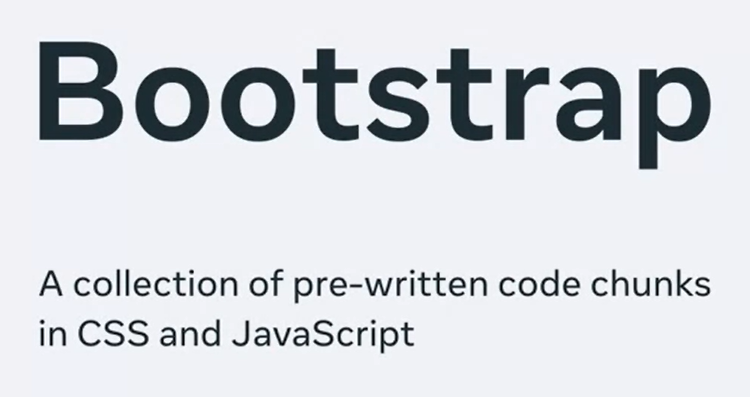 Bootstrap
A collection of pre-written code chunks
in CSS and JavaScript